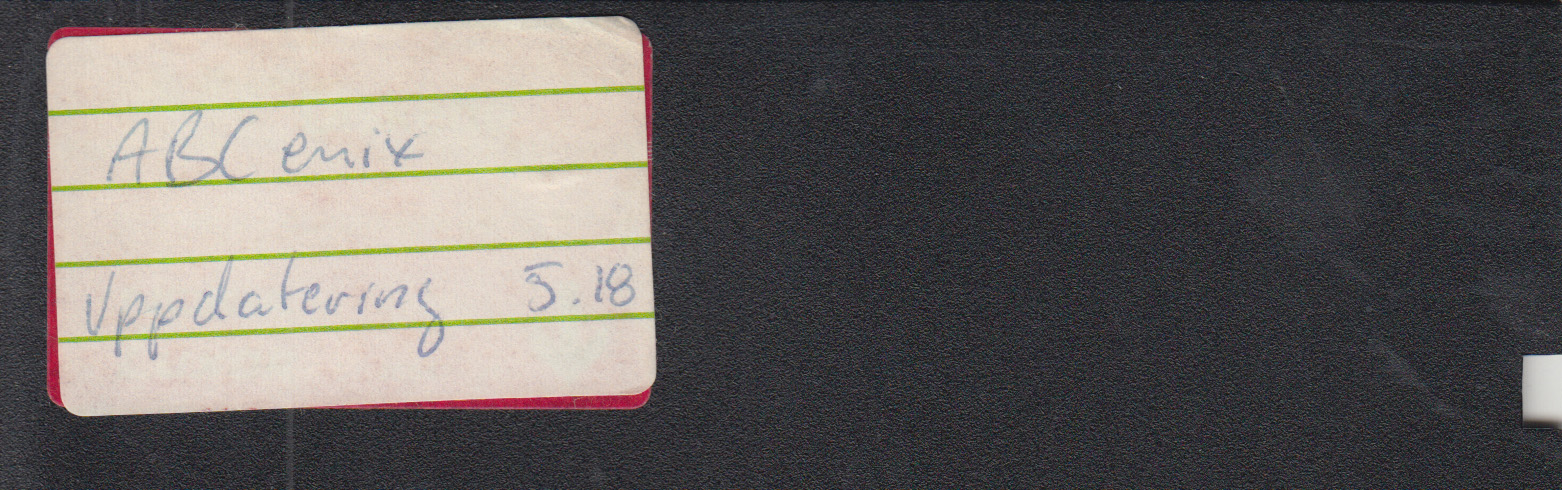 ABCenix
Uppdatering 5.18